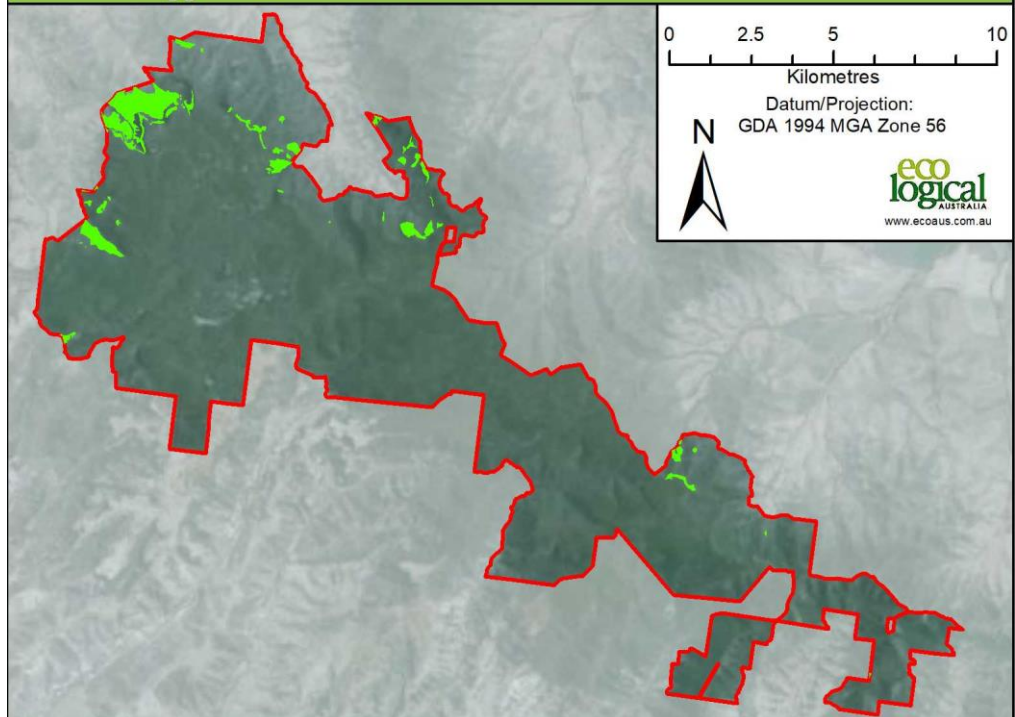 0 2.5 5 10
Kilometres
Datum/Projection:
GDA 1994 MGA Zone 56
N
eco
logical
AUSTRALIA
www.ecoaus.com.au